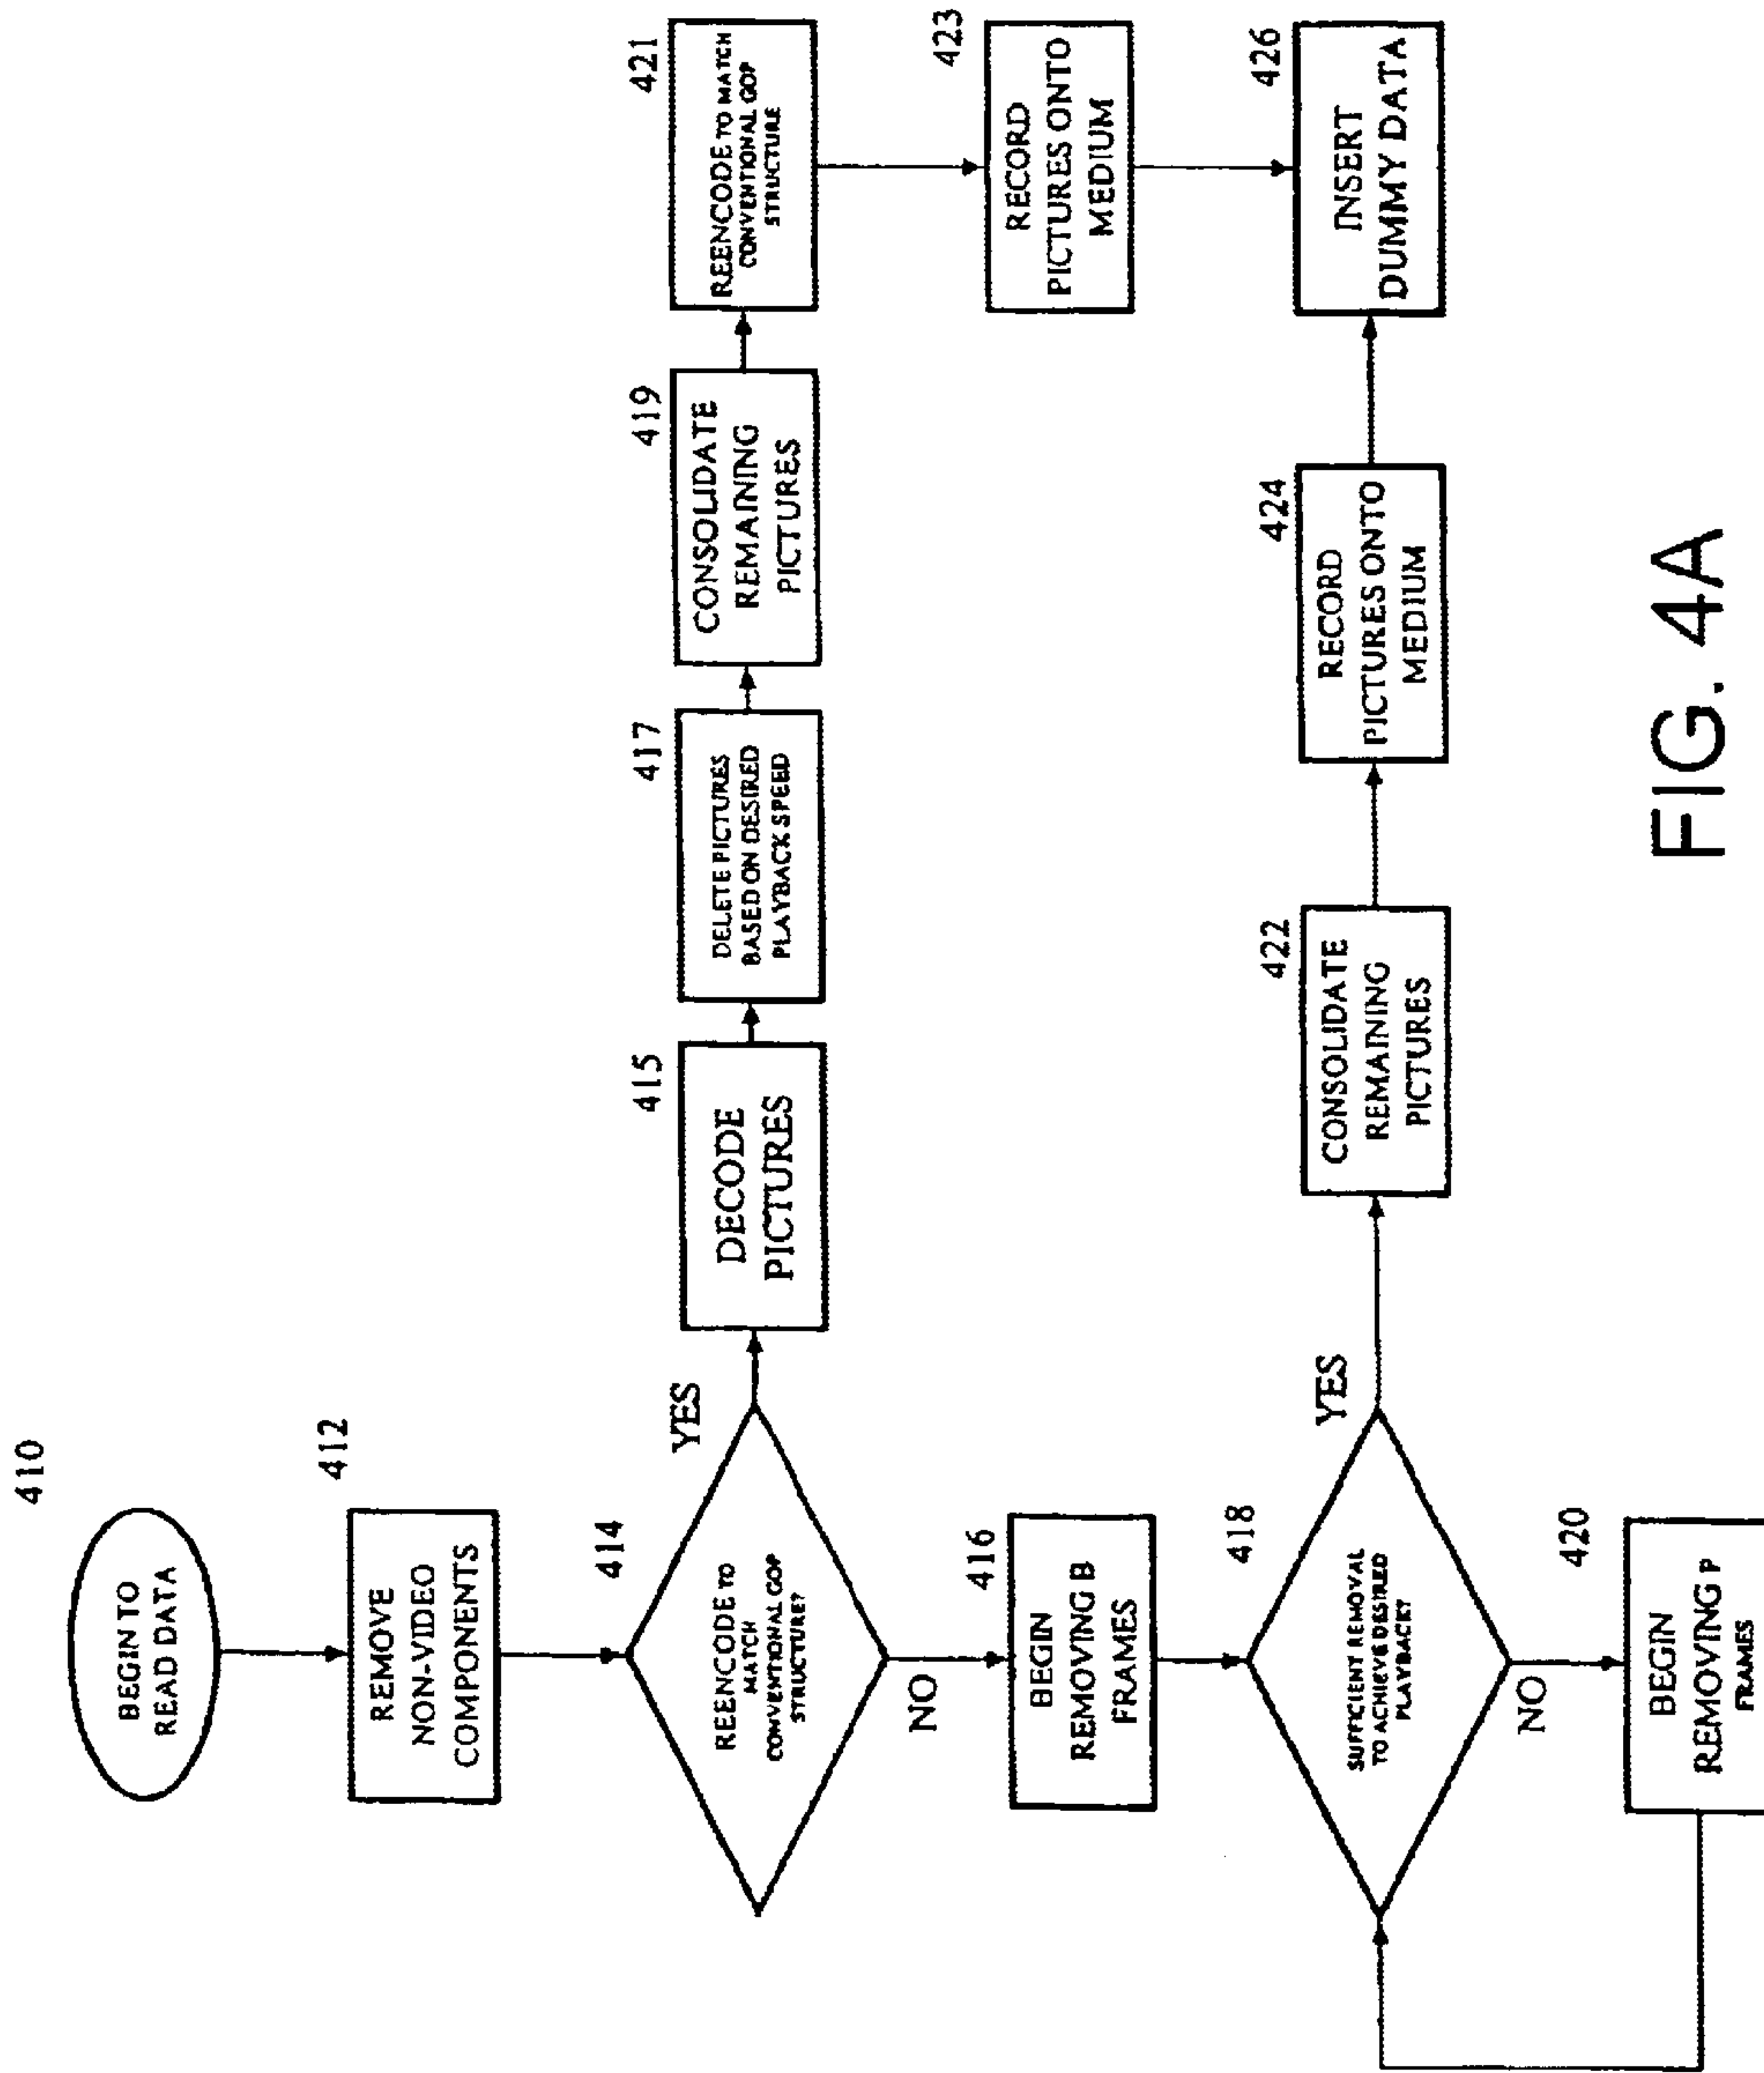 410
BEGIN TO
READ DATA
412
REMOVE
NON-VIDEO
COMPONENTS
414
REENCODE TO
MATCH
CONVENTIONAL GOP
STRUCTURE?
YES
415
DECODE
PICTURES
417
DELETE PICTURES
BASED ON DESIRED
PLAYBACK SPEED
419
CONSOLIDATE
REMAINING
PICTURES
421
REENCODE TO MATCH
CONVENTIONAL GOP
STRUCTURE
423
RECORD
PICTURES ONTO
MEDIUM
NO
416
BEGIN
REMOVING B
FRAMES
418
SUFFICIENT REMOVAL
TO ACHIEVE DESIRED
PLAYBACK?
YES
422
CONSOLIDATE
REMAINING
PICTURES
424
RECORD
PICTURES ONTO
MEDIUM
426
INSERT
DUMMY DATA
NO
420
BEGIN
REMOVING P
FRAMES
FIG. 4A